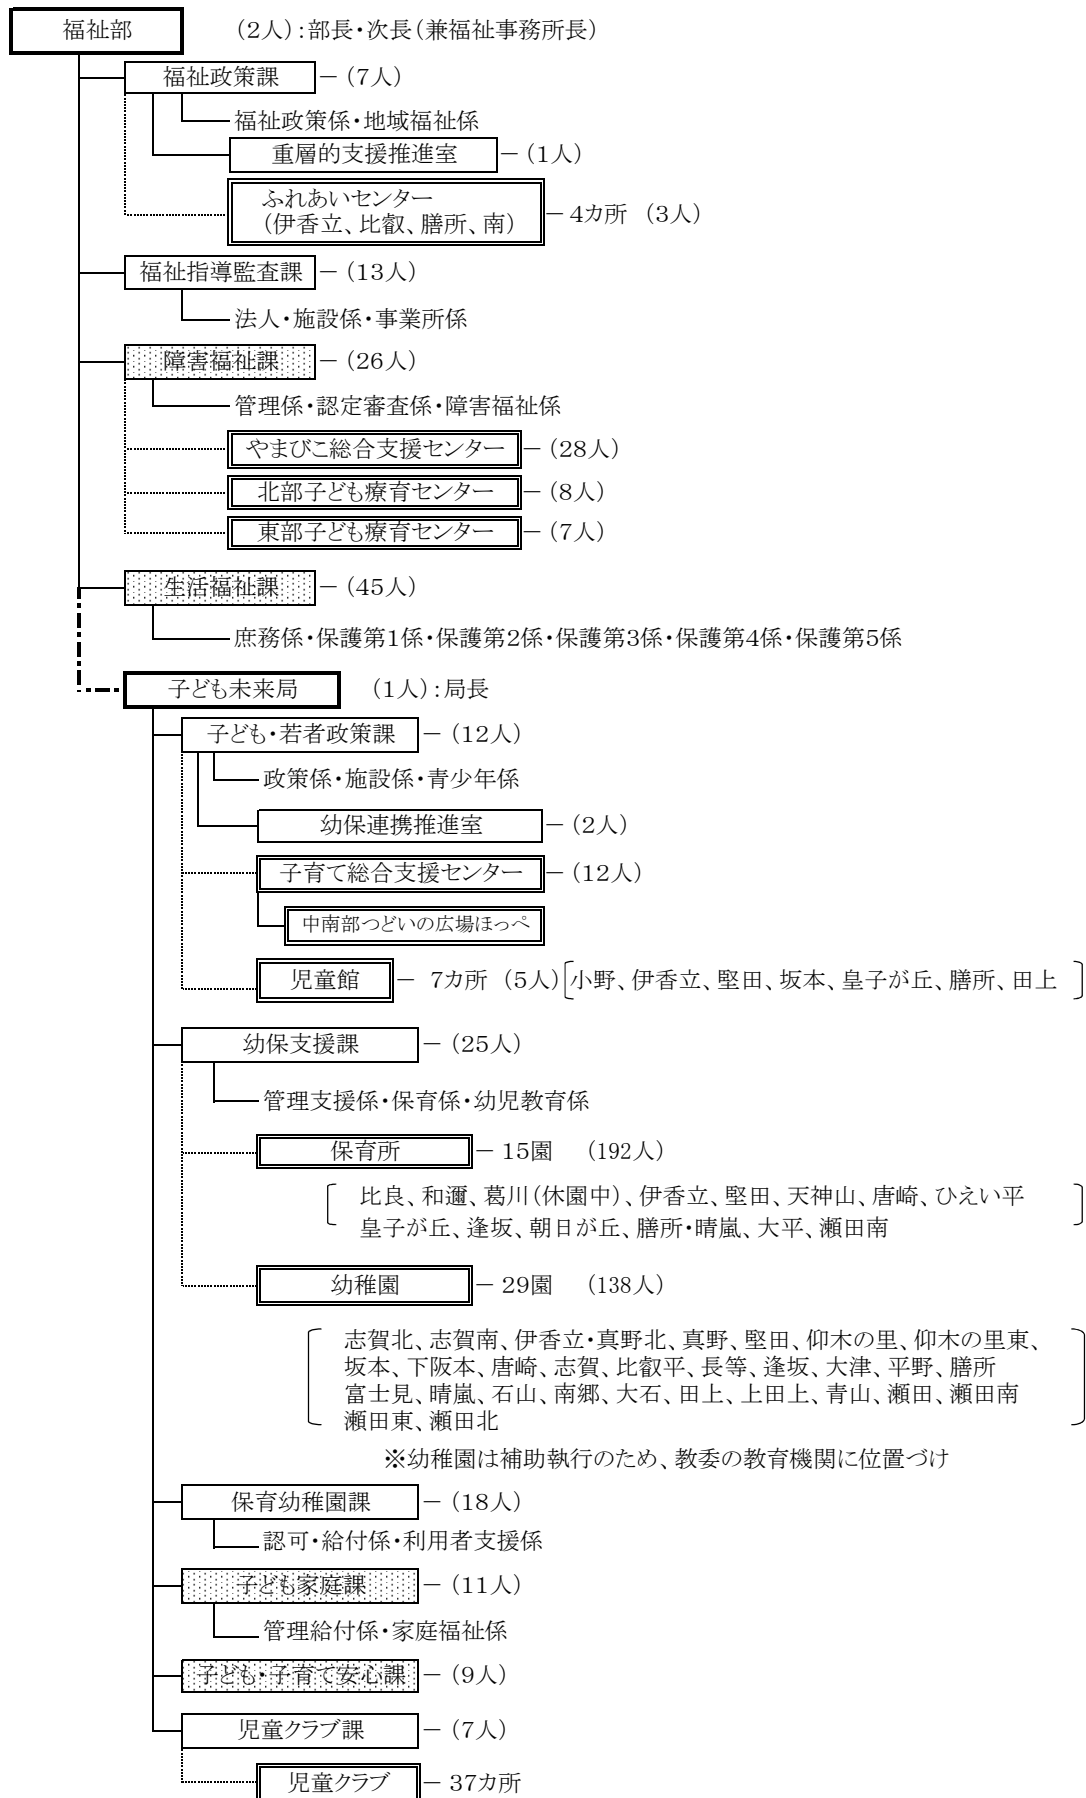 福祉部 (2人):部長・次長(兼福祉事務所長)
福祉政策課 －(7人)
福祉政策係・地域福祉係
重層的支援推進室 －(1人)
ふれあいセンター
(伊香立、比叡、膳所、南) －4カ所 (3人)
福祉指導監査課 －(13人)
法人・施設係・事業所係
障害福祉課 －(26人)
管理係・認定審査係・障害福祉係
やまびこ総合支援センター －(28人)
北部子ども療育センター －(8人)
東部子ども療育センター －(7人)
生活福祉課 －(45人)
庶務係・保護第1係・保護第2係・保護第3係・保護第4係・保護第5係
子ども未来局 (1人):局長
子ども・若者政策課 －(12人)
政策係・施設係・青少年係
幼保連携推進室 －(2人)
子育て総合支援センター －(12人)
中南部つどいの広場ほっぺ
児童館 － 7カ所 (5人)[小野、伊香立、堅田、坂本、皇子が丘、膳所、田上]
幼保支援課 －(25人)
管理支援係・保育係・幼児教育係
保育所 －15園 (192人)
比良、和邇、葛川(休園中)、伊香立、堅田、天神山、唐崎、ひえい平
皇子が丘、逢坂、朝日が丘、膳所・晴嵐、大平、瀬田南
幼稚園 －29園 (138人)
志賀北、志賀南、伊香立・真野北、真野、堅田、仰木の里、仰木の里東、
坂本、下阪本、唐崎、志賀、比叡平、長等、逢坂、大津、平野、膳所
富士見、晴嵐、石山、南郷、大石、田上、上田上、青山、瀬田、瀬田南
瀬田東、瀬田北
※幼稚園は補助執行のため、教委の教育機関に位置づけ
保育幼稚園課 －(18人)
認可・給付係・利用者支援係
子ども家庭課 －(11人)
管理給付係・家庭福祉係
子ども・子育て安心課 －(9人)
児童クラブ課 －(7人)
児童クラブ －37カ所